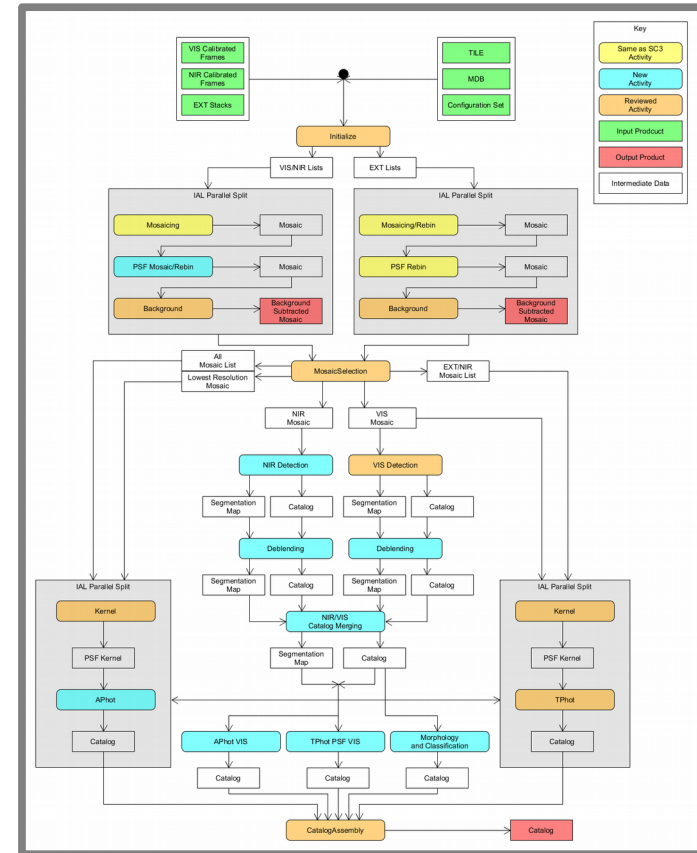 VIS Calibrated
Frames
NIR Calibrated
Frames
EXT Stacks
TILE
MDB
Configuration Set
Key
Same as SC3
Activity
New
Activity
Reviewed
Activity
Input Prodcuct
Output Product
Intermediate Data
Initialize
VIS/NIR Lists
EXT Lists
IAL Parallel Split
Mosaicing
Mosaic
PSF Mosaic/Rebin
Mosaic
Background
Background
Subtracted
Mosaic
IAL Parallel Split
Mosaicing/Rebin
Mosaic
PSF Rebin
Mosaic
Background
Background
Subtracted
Mosaic
All
Mosaic List
Lowest Resolution
Mosaic
MosaicSelection
EXT/NIR
Mosaic List
NIR
Mosaic
VIS
Mosaic
NIR Detection
VIS Detection
Segmentation
Map
Catalog
Segmentation
Map
Catalog
Deblending
Deblending
Segmentation
Map
Catalog
Segmentation
Map
Catalog
NIR/VIS
Catalog Merging
Segmentation
Map
Catalog
IAL Parallel Split
Kernel
PSF Kernel
APhot
Catalog
IAL Parallel Split
Kernel
PSF Kernel
TPhot
Catalog
APhot VIS
TPhot PSF VIS
Morphology
and Classification
Catalog
Catalog
Catalog
CatalogAssembly
Catalog